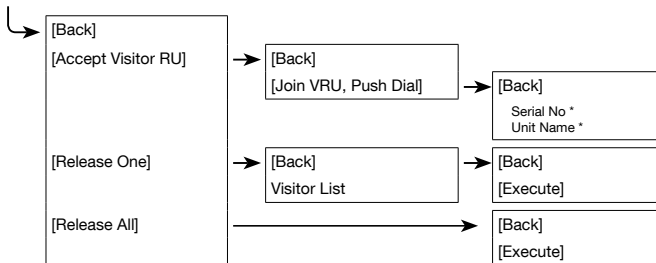 [Back]
[Accept Visitor RU]
[Back]
[Join VRU, Push Dial]
[Back]
Serial No *
Unit Name *
[Release One]
[Back]
Visitor List
[Back]
[Execute]
[Release All]
[Back]
[Execute]